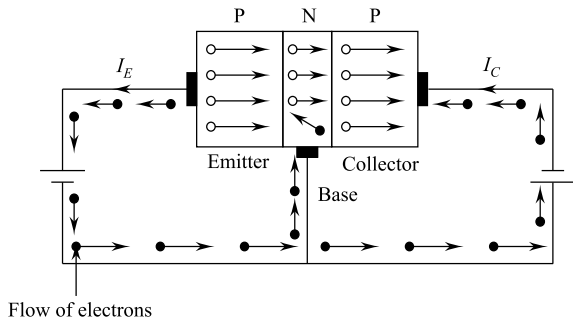 P N P
I_E
I_C
Emitter Collector
Base
Flow of electrons